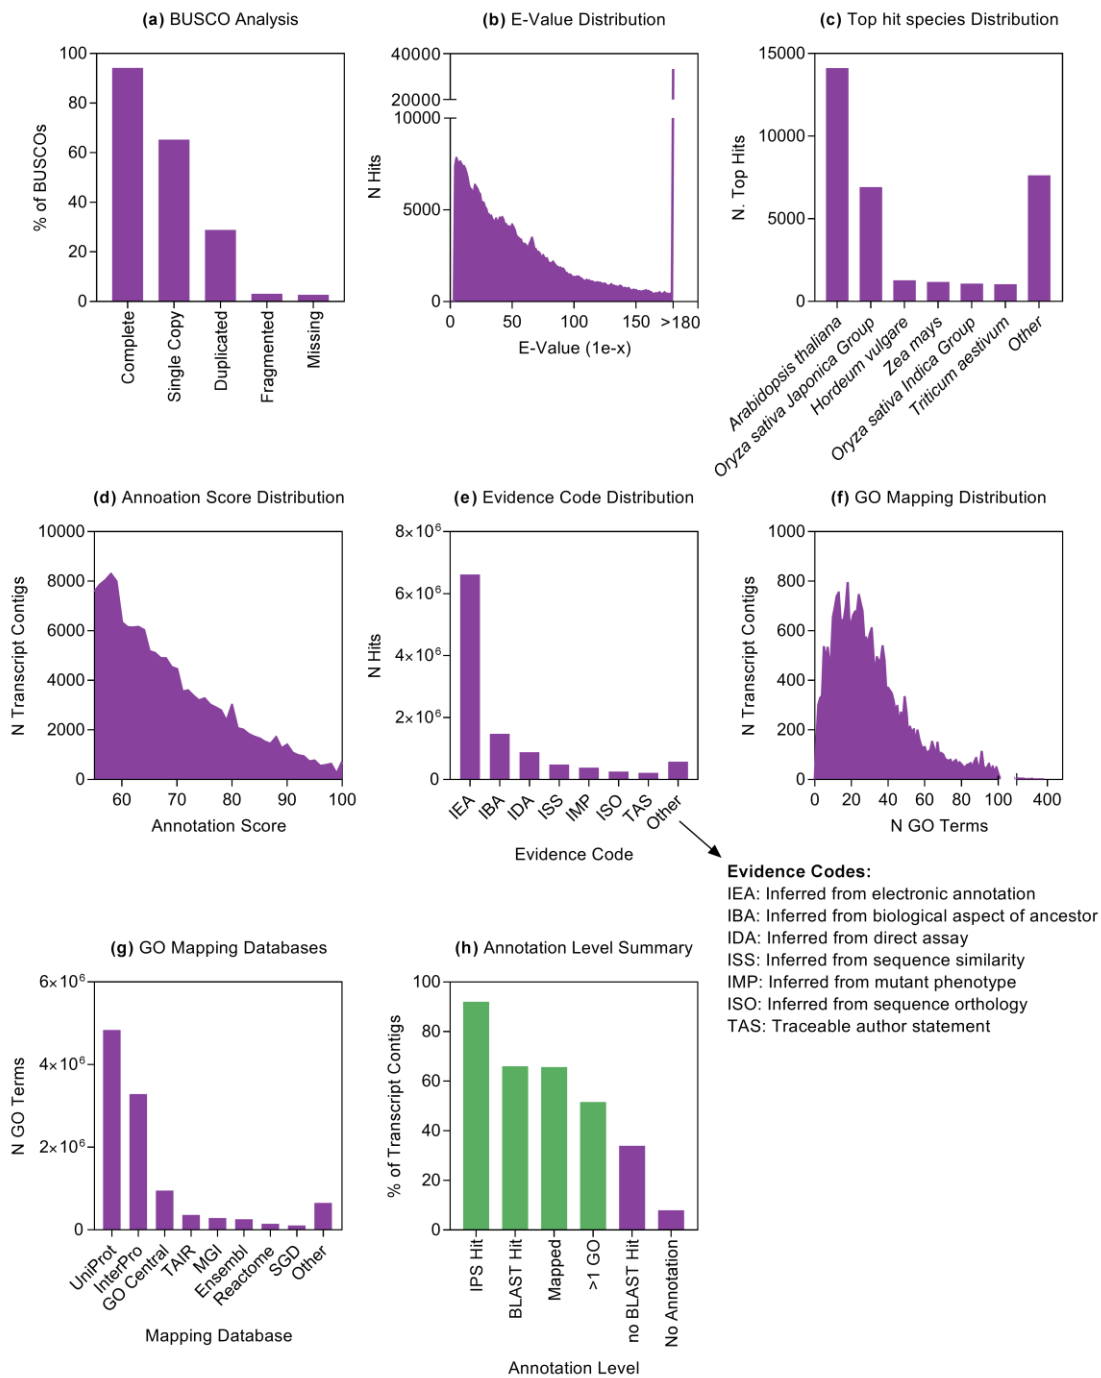 (a) BUSCO Analysis
% of BUSCOs
100
80
60
40
20
0
Complete
Single Copy
Duplicated
Fragmented
Missing
(b) E-Value Distribution
N Hits
40000
20000
10000
5000
0
0 50 100 150 >180
E-Value (1e-x)
(c) Top hit species Distribution
N. Top Hits
15000
10000
5000
0
Arabidopsis thaliana
Oryza sativa Japonica Group
Hordeum vulgare
Zea mays
Oryza sativa Indica Group
Triticum aestivum
Other
(d) Annoation Score Distribution
N Transcript Contigs
10000
8000
6000
4000
2000
0
60 70 80 90 100
Annotation Score
(e) Evidence Code Distribution
N Hits
8×10⁶
6×10⁶
4×10⁶
2×10⁶
0
IEA
IBA
IDA
ISS
IMP
ISO
TAS
Other
Evidence Code
(f) GO Mapping Distribution
N Transcript Contigs
1000
800
600
400
200
0
0 20 40 60 80 100 400
N GO Terms
Evidence Codes:
IEA: Inferred from electronic annotation
IBA: Inferred from biological aspect of ancestor
IDA: Inferred from direct assay
ISS: Inferred from sequence similarity
IMP: Inferred from mutant phenotype
ISO: Inferred from sequence orthology
TAS: Traceable author statement
(g) GO Mapping Databases
N GO Terms
6×10⁶
4×10⁶
2×10⁶
0
UniProt
InterPro
GO Central
TAIR
MGI
Ensembl
Reactome
SGD
Other
Mapping Database
(h) Annotation Level Summary
% of Transcript Contigs
100
80
60
40
20
0
IPS Hit
BLAST Hit
Mapped
>1 GO
no BLAST Hit
No Annotation
Annotation Level